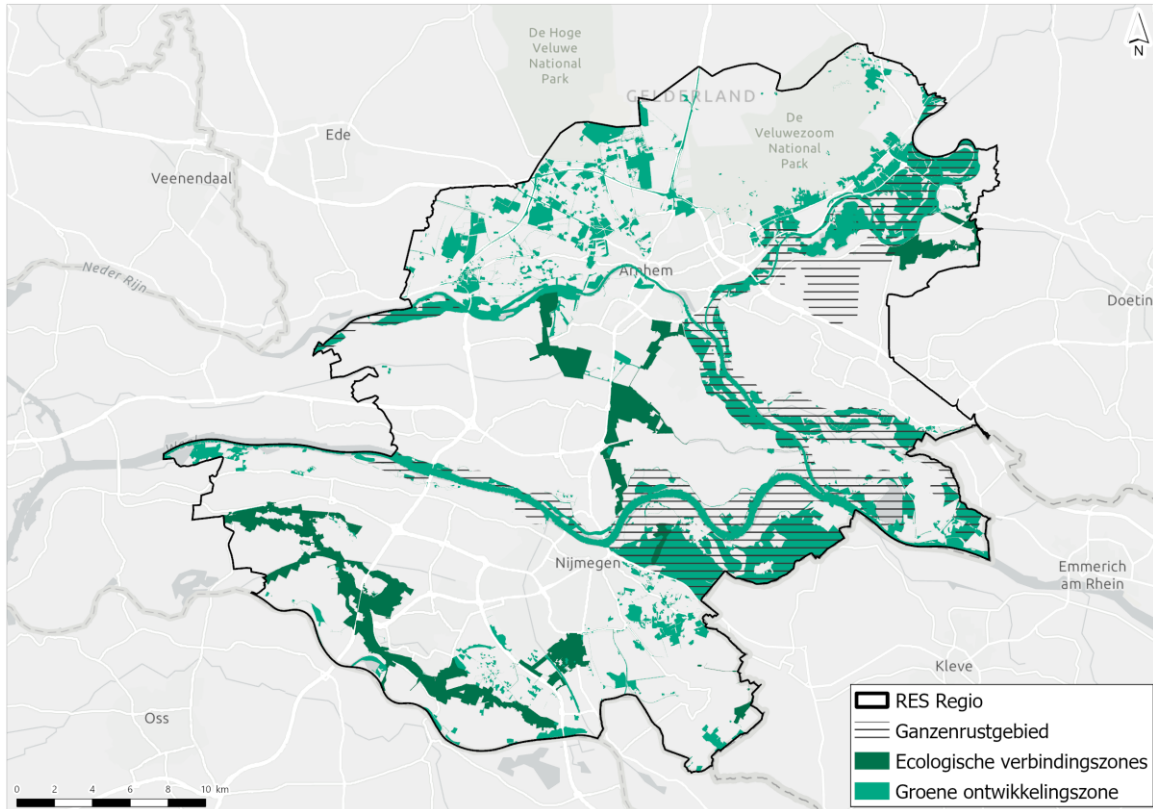 De Hoge
Veluwe
National
Park
N
GELDERLAND
De
Veluwezoom
National
Park
Ede
Veenendaal
Neder Rijn
Arnhem
Doetin
Nijmegen
Emmerich
am Rhein
Kleve
Oss
RES Regio
Ganzenrustgebied
Ecologische verbindingszones
Groene ontwikkelingszone
0 2 4 6 8 10 km